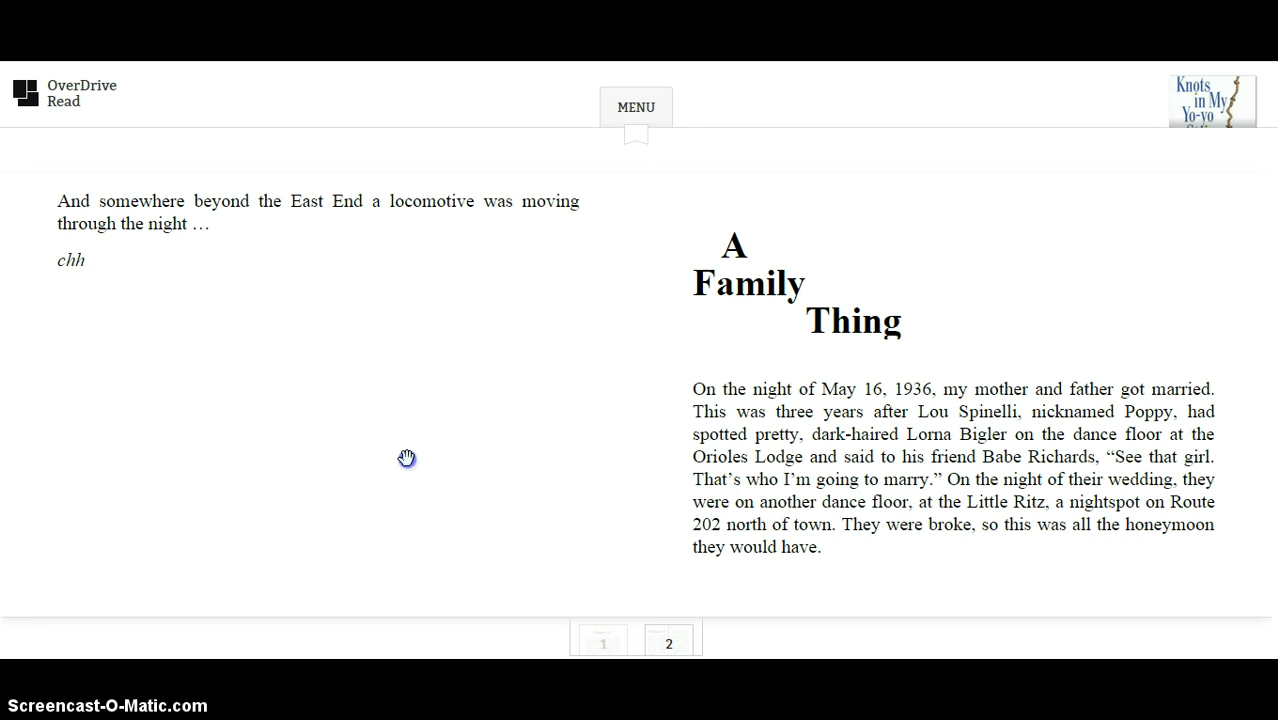 OverDrive
Read
MENU
Knots
in My
Yo-yo
And somewhere beyond the East End a locomotive was moving
through the night …
chh
A
Family
Thing
On the night of May 16, 1936, my mother and father got married.
This was three years after Lou Spinelli, nicknamed Poppy, had
spotted pretty, dark-haired Lorna Bigler on the dance floor at the
Orioles Lodge and said to his friend Babe Richards, “See that girl.
That’s who I’m going to marry.” On the night of their wedding, they
were on another dance floor, at the Little Ritz, a nightspot on Route
202 north of town. They were broke, so this was all the honeymoon
they would have.
1
2
Screencast-O-Matic.com